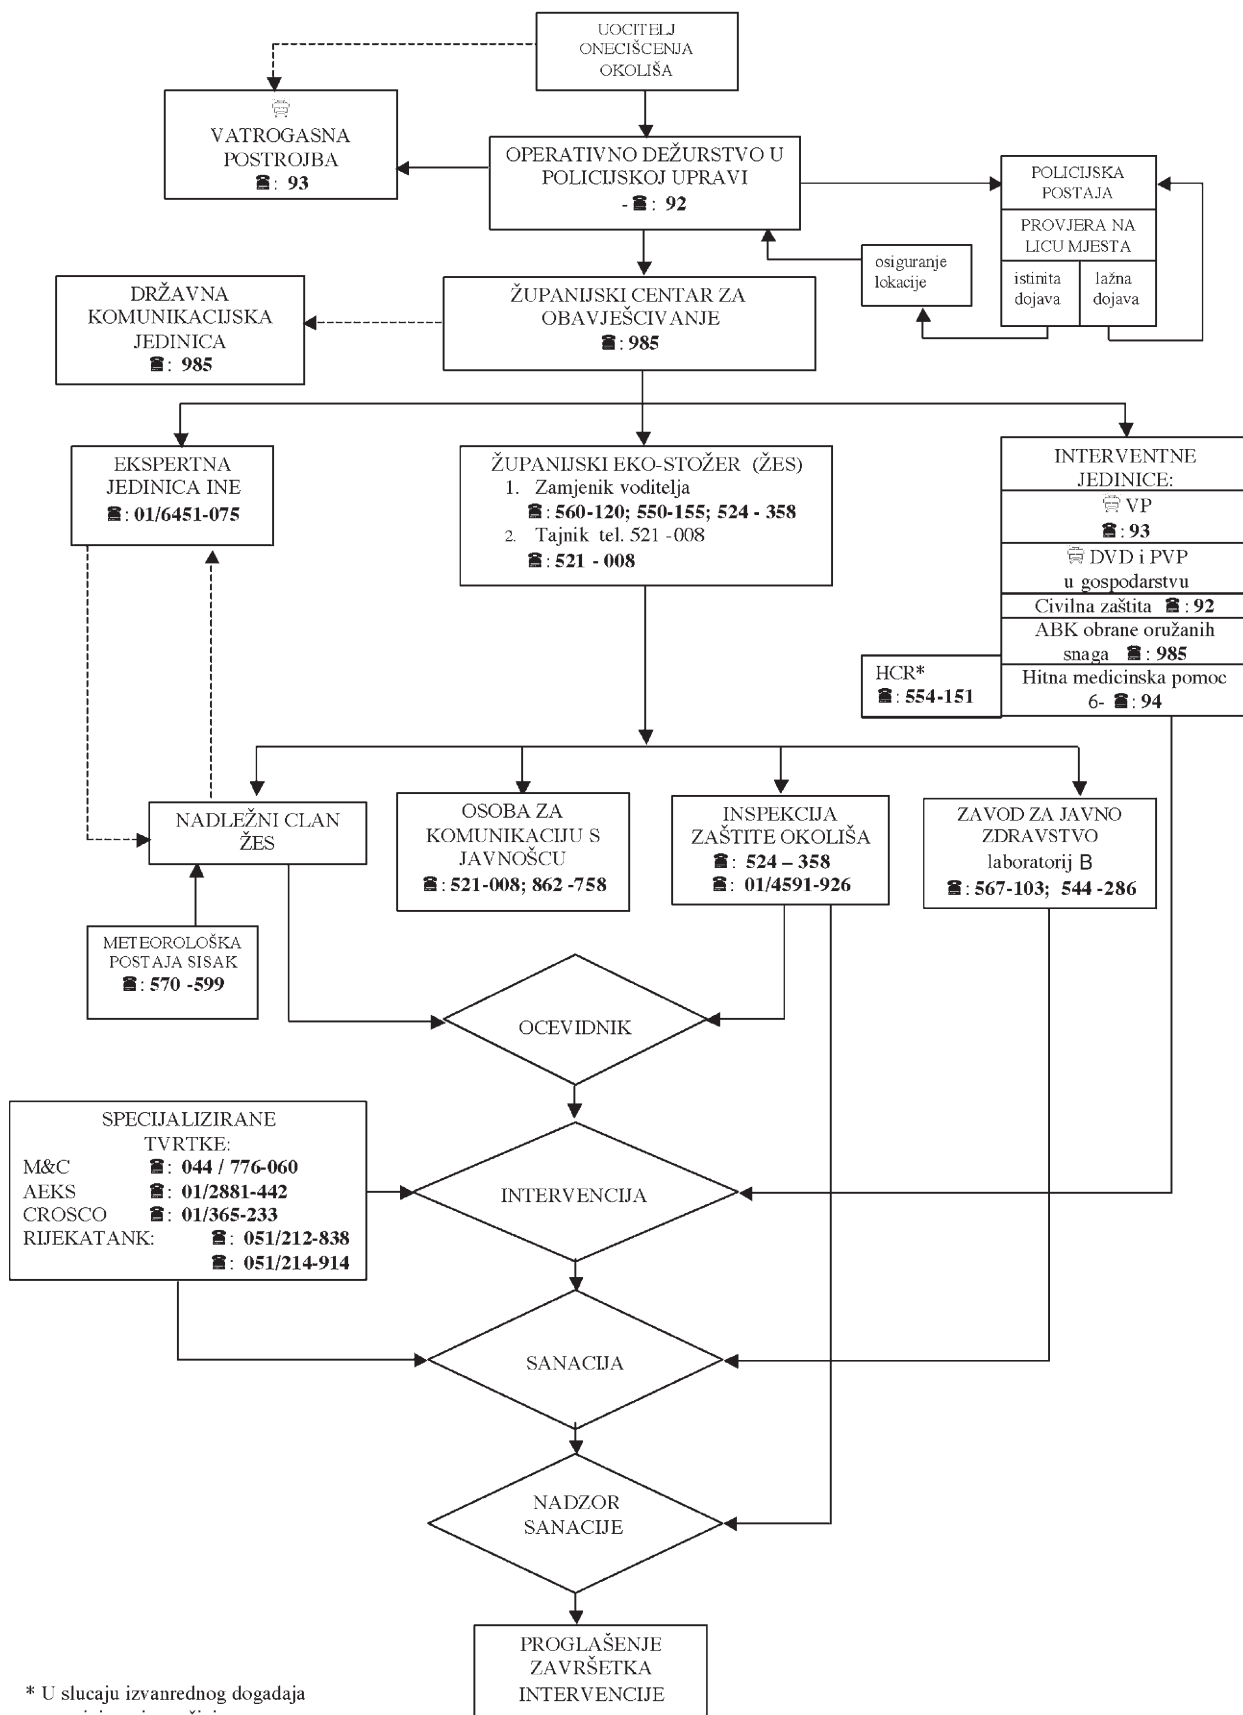 UOCITELJ
ONECIŠCENJA
OKOLIŠA
VATROGASNA
POSTROJBA
☎: 93
OPERATIVNO DEŽURSTVO U
POLICIJSKOJ UPRAVI
- ☎: 92
POLICIJSKA
POSTAJA
PROVJERA NA
LICU MJESTA
istinita
dojava
lažna
dojava
osiguranje
lokacije
DRŽAVNA
KOMUNIKACIJSKA
JEDINICA
☎: 985
ŽUPANIJSKI CENTAR ZA
OBAVJEŠCIVANJE
☎: 985
EKSPERTNA
JEDINICA INE
☎: 01/6451-075
ŽUPANIJSKI EKO-STOŽER (ŽES)
1. Zamjenik voditelja
☎: 560-120; 550-155; 524 - 358
2. Tajnik tel. 521 -008
☎: 521 - 008
INTERVENTNE
JEDINICE:
VP
☎: 93
DVD i PVP
u gospodarstvu
Civilna zaštita ☎: 92
ABK obrane oružanih
snaga ☎: 985
Hitna medicinska pomoc
6- ☎: 94
HCR*
☎: 554-151
NADLEŽNI CLAN
ŽES
OSOBA ZA
KOMUNIKACIJU S
JAVNOŠCU
☎: 521-008; 862 -758
INSPEKCIJA
ZAŠTITE OKOLIŠA
☎: 524 – 358
☎: 01/4591-926
ZAVOD ZA JAVNO
ZDRAVSTVO
laboratorij B
☎: 567-103; 544 -286
METEOROLOŠKA
POSTAJA SISAK
☎: 570 -599
OCEVIDNIK
SPECIJALIZIRANE
TVRTKE:
M&C ☎: 044 / 776-060
AEKS ☎: 01/2881-442
CROSCO ☎: 01/365-233
RIJEKATANK: ☎: 051/212-838
☎: 051/214-914
INTERVENCIJA
SANACIJA
NADZOR
SANACIJE
PROGLAŠENJE
ZAVRŠETKA
INTERVENCIJE
* U slucaju izvanrednog dogadaja